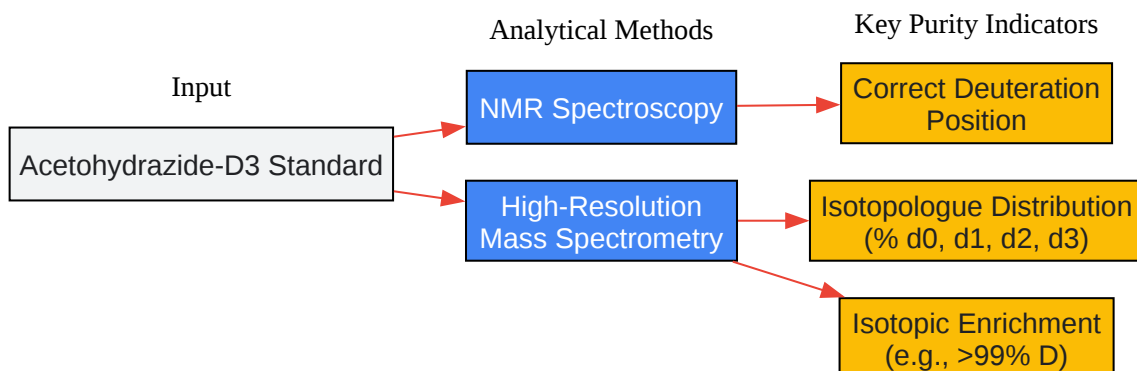 Input
Analytical Methods
Key Purity Indicators
Acetohydrazide-D3 Standard
NMR Spectroscopy
High-Resolution
Mass Spectrometry
Correct Deuteration
Position
Isotopologue Distribution
(% d0, d1, d2, d3)
Isotopic Enrichment
(e.g., >99% D)